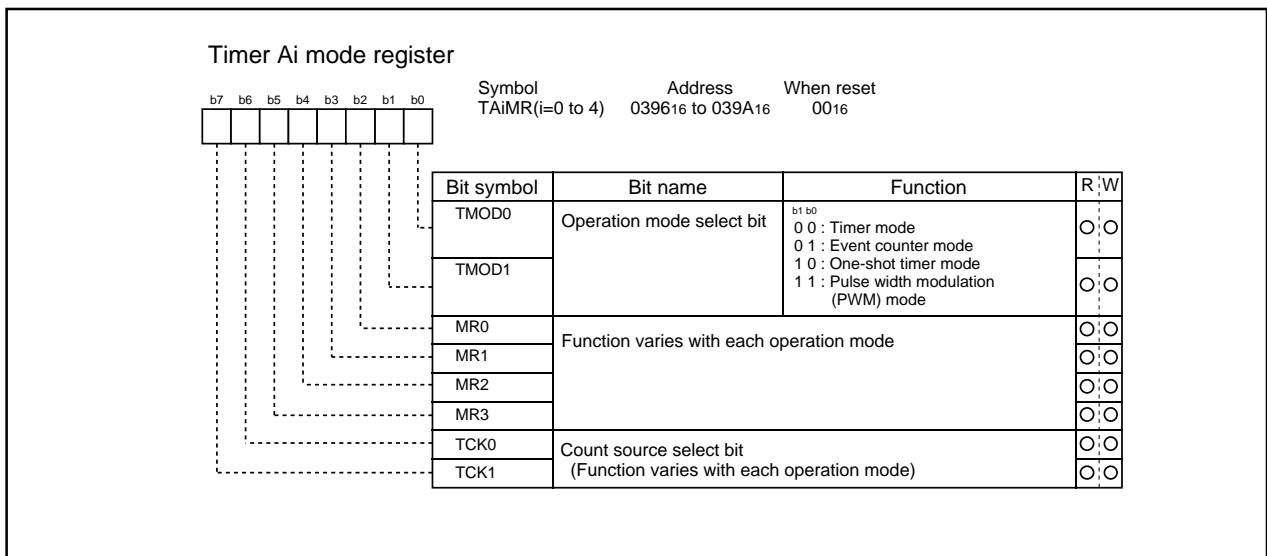 Timer Ai mode register
Symbol Address When reset
TAiMR(i=0 to 4) 039616 to 039A16 0016
b7 b6 b5 b4 b3 b2 b1 b0
Bit symbol Bit name Function R W
TMOD0 Operation mode select bit
b1 b0
0 0 : Timer mode
0 1 : Event counter mode
TMOD1
1 0 : One-shot timer mode
1 1 : Pulse width modulation
(PWM) mode
MR0
Function varies with each operation mode
MR1
MR2
MR3
TCK0
Count source select bit
(Function varies with each operation mode)
TCK1